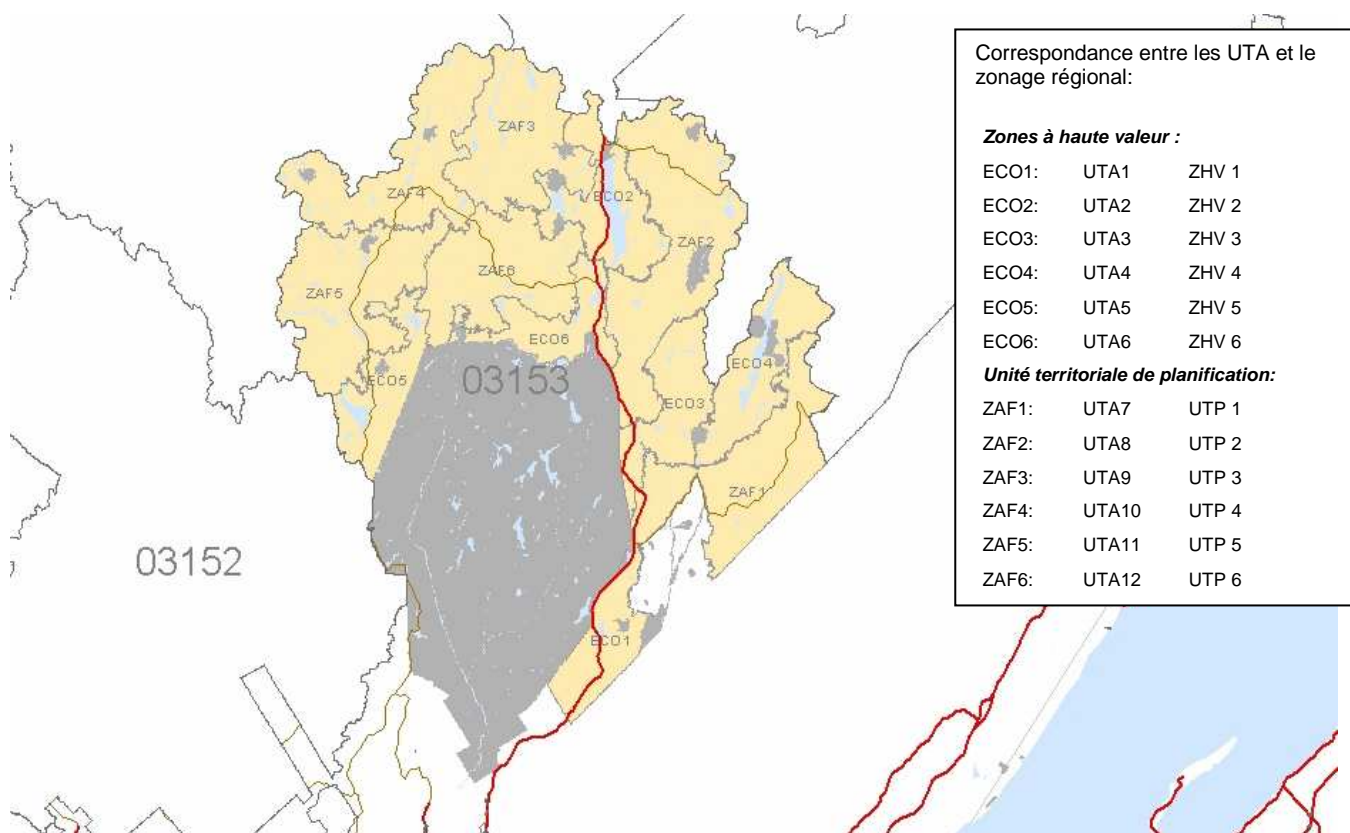 Correspondance entre les UTA et le
zonage régional:
Zones à haute valeur :
ECO1: UTA1 ZHV 1
ECO2: UTA2 ZHV 2
ECO3: UTA3 ZHV 3
ECO4: UTA4 ZHV 4
ECO5: UTA5 ZHV 5
ECO6: UTA6 ZHV 6
Unité territoriale de planification:
ZAF1: UTA7 UTP 1
ZAF2: UTA8 UTP 2
ZAF3: UTA9 UTP 3
ZAF4: UTA10 UTP 4
ZAF5: UTA11 UTP 5
ZAF6: UTA12 UTP 6
ZAF3
ZAF4
ECO2
ZAF2
ZAF6
ZAF5
ECO6
ECO4
ECO5
03153
ECO3
ZAF1
03152
ECO1